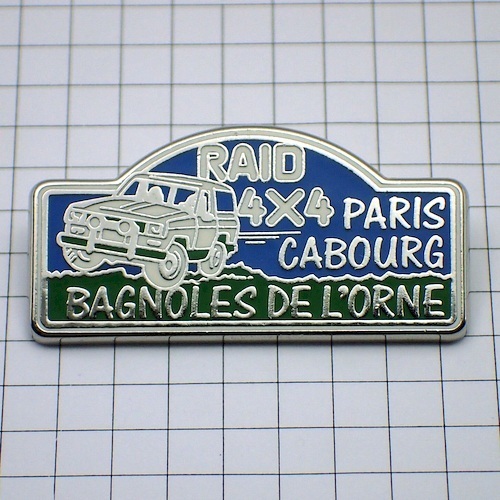 RAID
4X4 PARIS
CABOURG
BAGNOLES DE L'ORNE